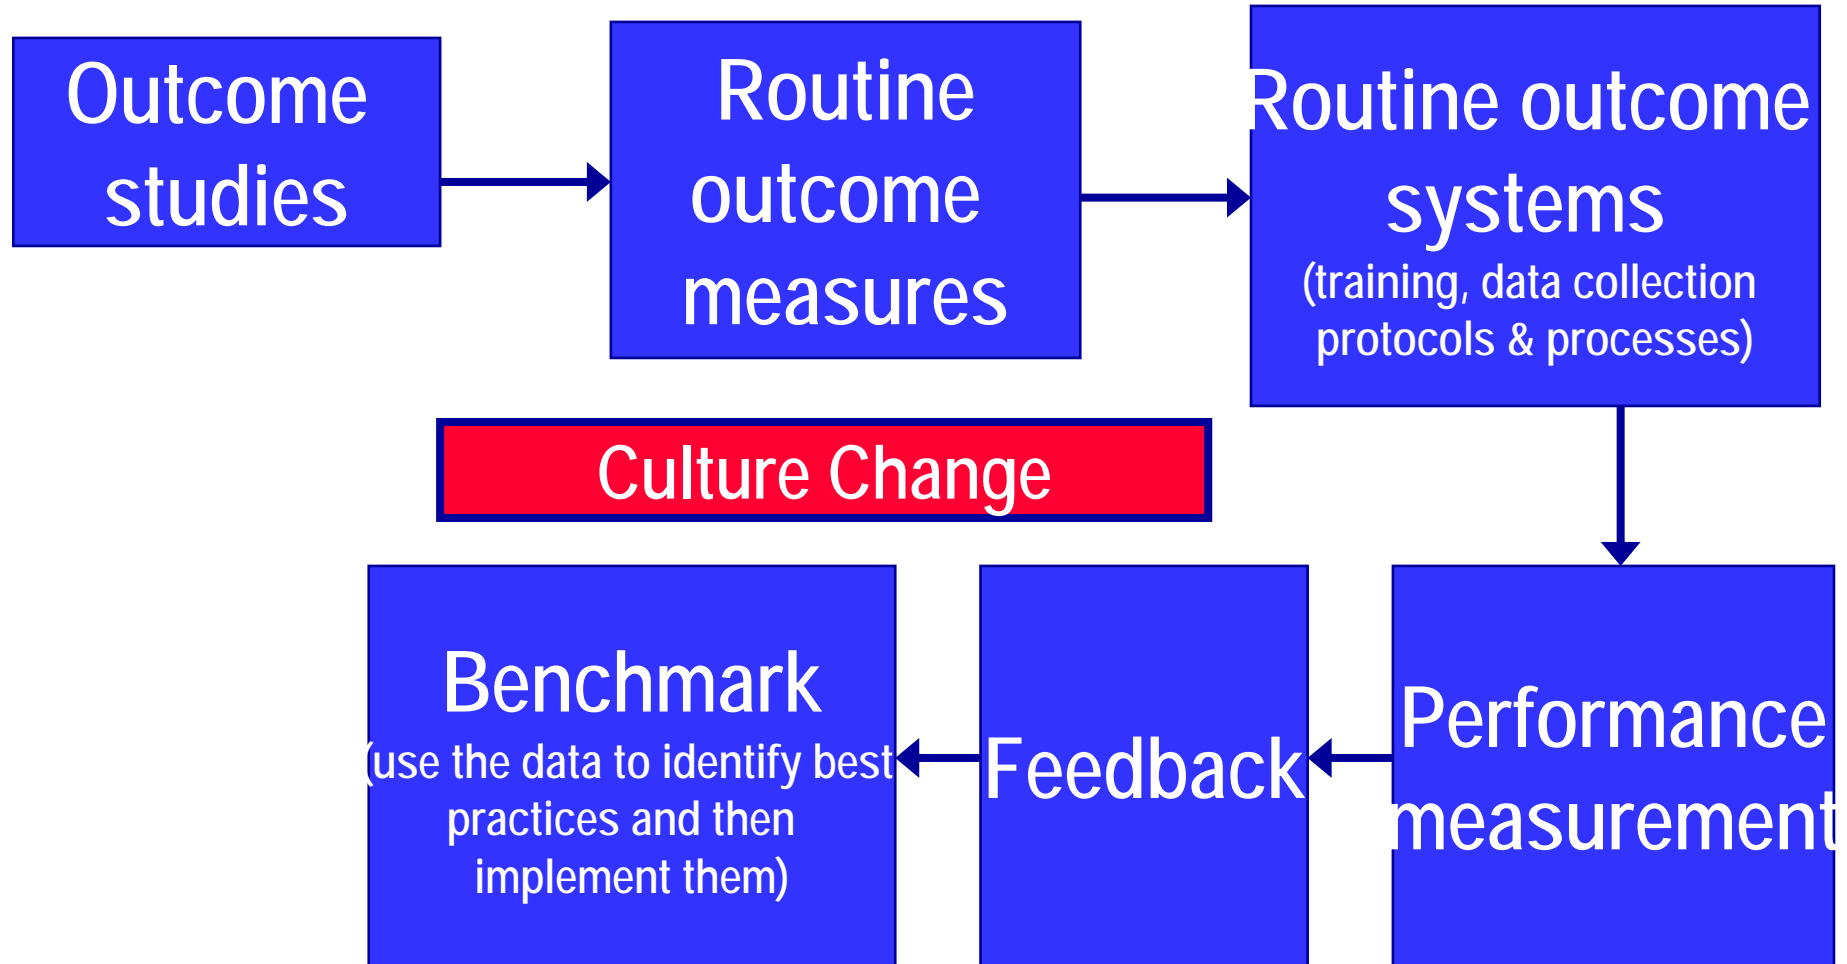 Outcome
studies
Routine
outcome
measures
Routine outcome
systems
(training, data collection
protocols & processes)
Culture Change
Benchmark
(use the data to identify best
practices and then
implement them)
Feedback
Performance
measurement